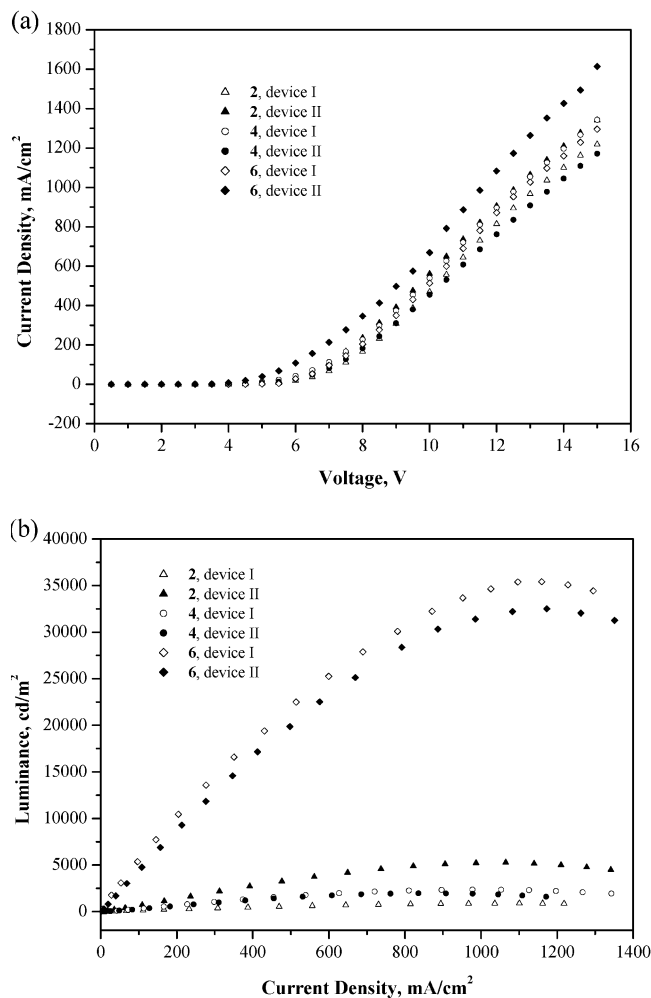 (a)
1800
1600
1400
1200
1000
800
600
400
200
0
-200
Current Density, mA/cm²
2, device I
2, device II
4, device I
4, device II
6, device I
6, device II
0 2 4 6 8 10 12 14 16
Voltage, V
(b)
40000
35000
30000
25000
20000
15000
10000
5000
0
Luminance, cd/m²
2, device I
2, device II
4, device I
4, device II
6, device I
6, device II
0 200 400 600 800 1000 1200 1400
Current Density, mA/cm²